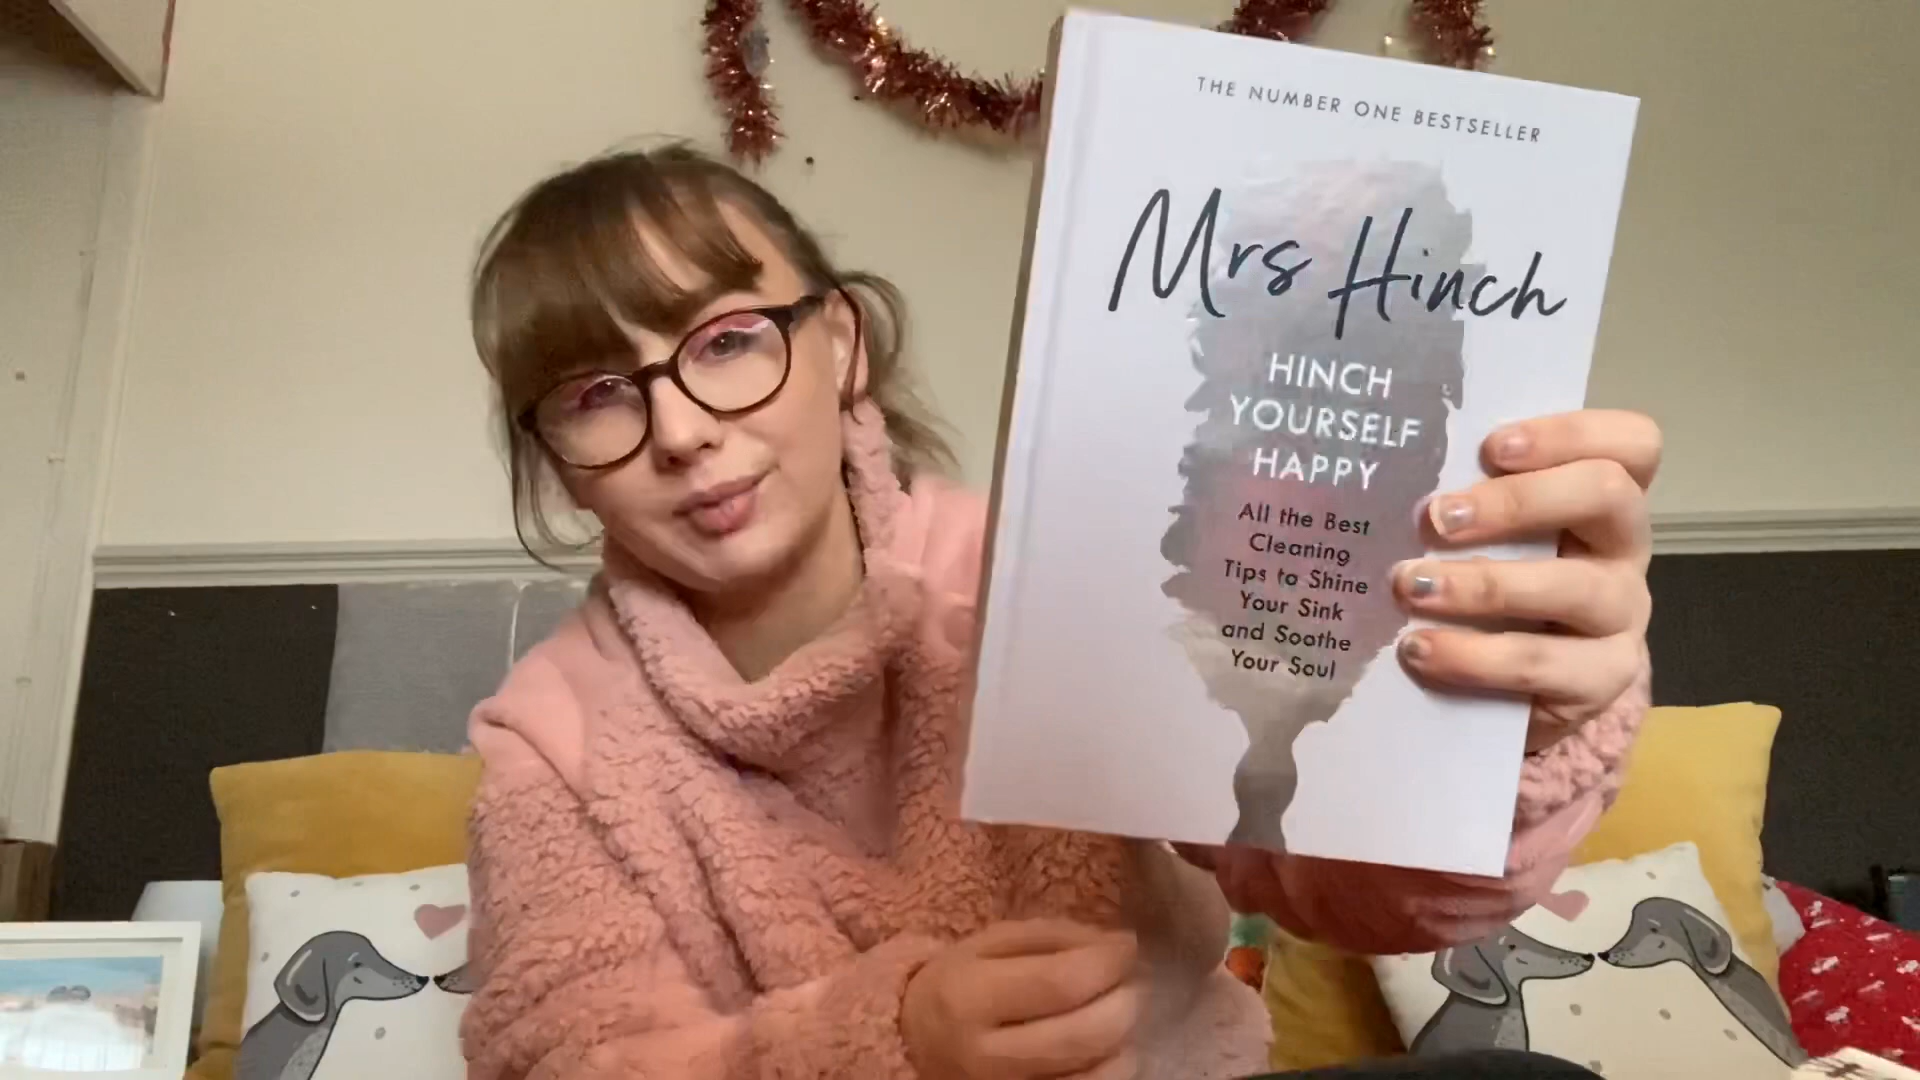 THE NUMBER ONE BESTSELLER
Mrs Hinch
HINCH
YOURSELF
HAPPY
All the Best
Cleaning
Tips to Shine
Your Sink
and Soothe
Your Soul